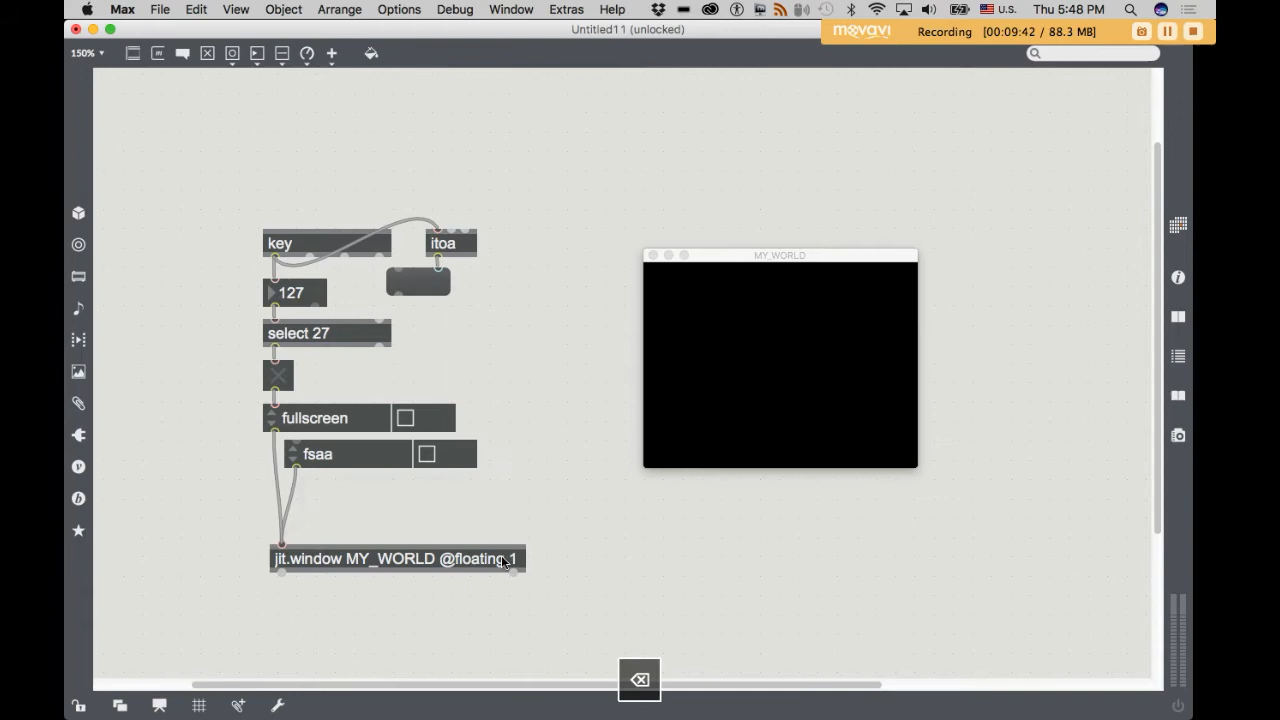 Max File Edit View Object Arrange Options Debug Window Extras Help U.S. Thu 5:48 PM
Untitled11 (unlocked)
movavi Recording [00:09:42 / 88.3 MB]
150%
key
itoa
127
select 27
fullscreen
fsaa
jit.window MY_WORLD @floating 1
MY_WORLD